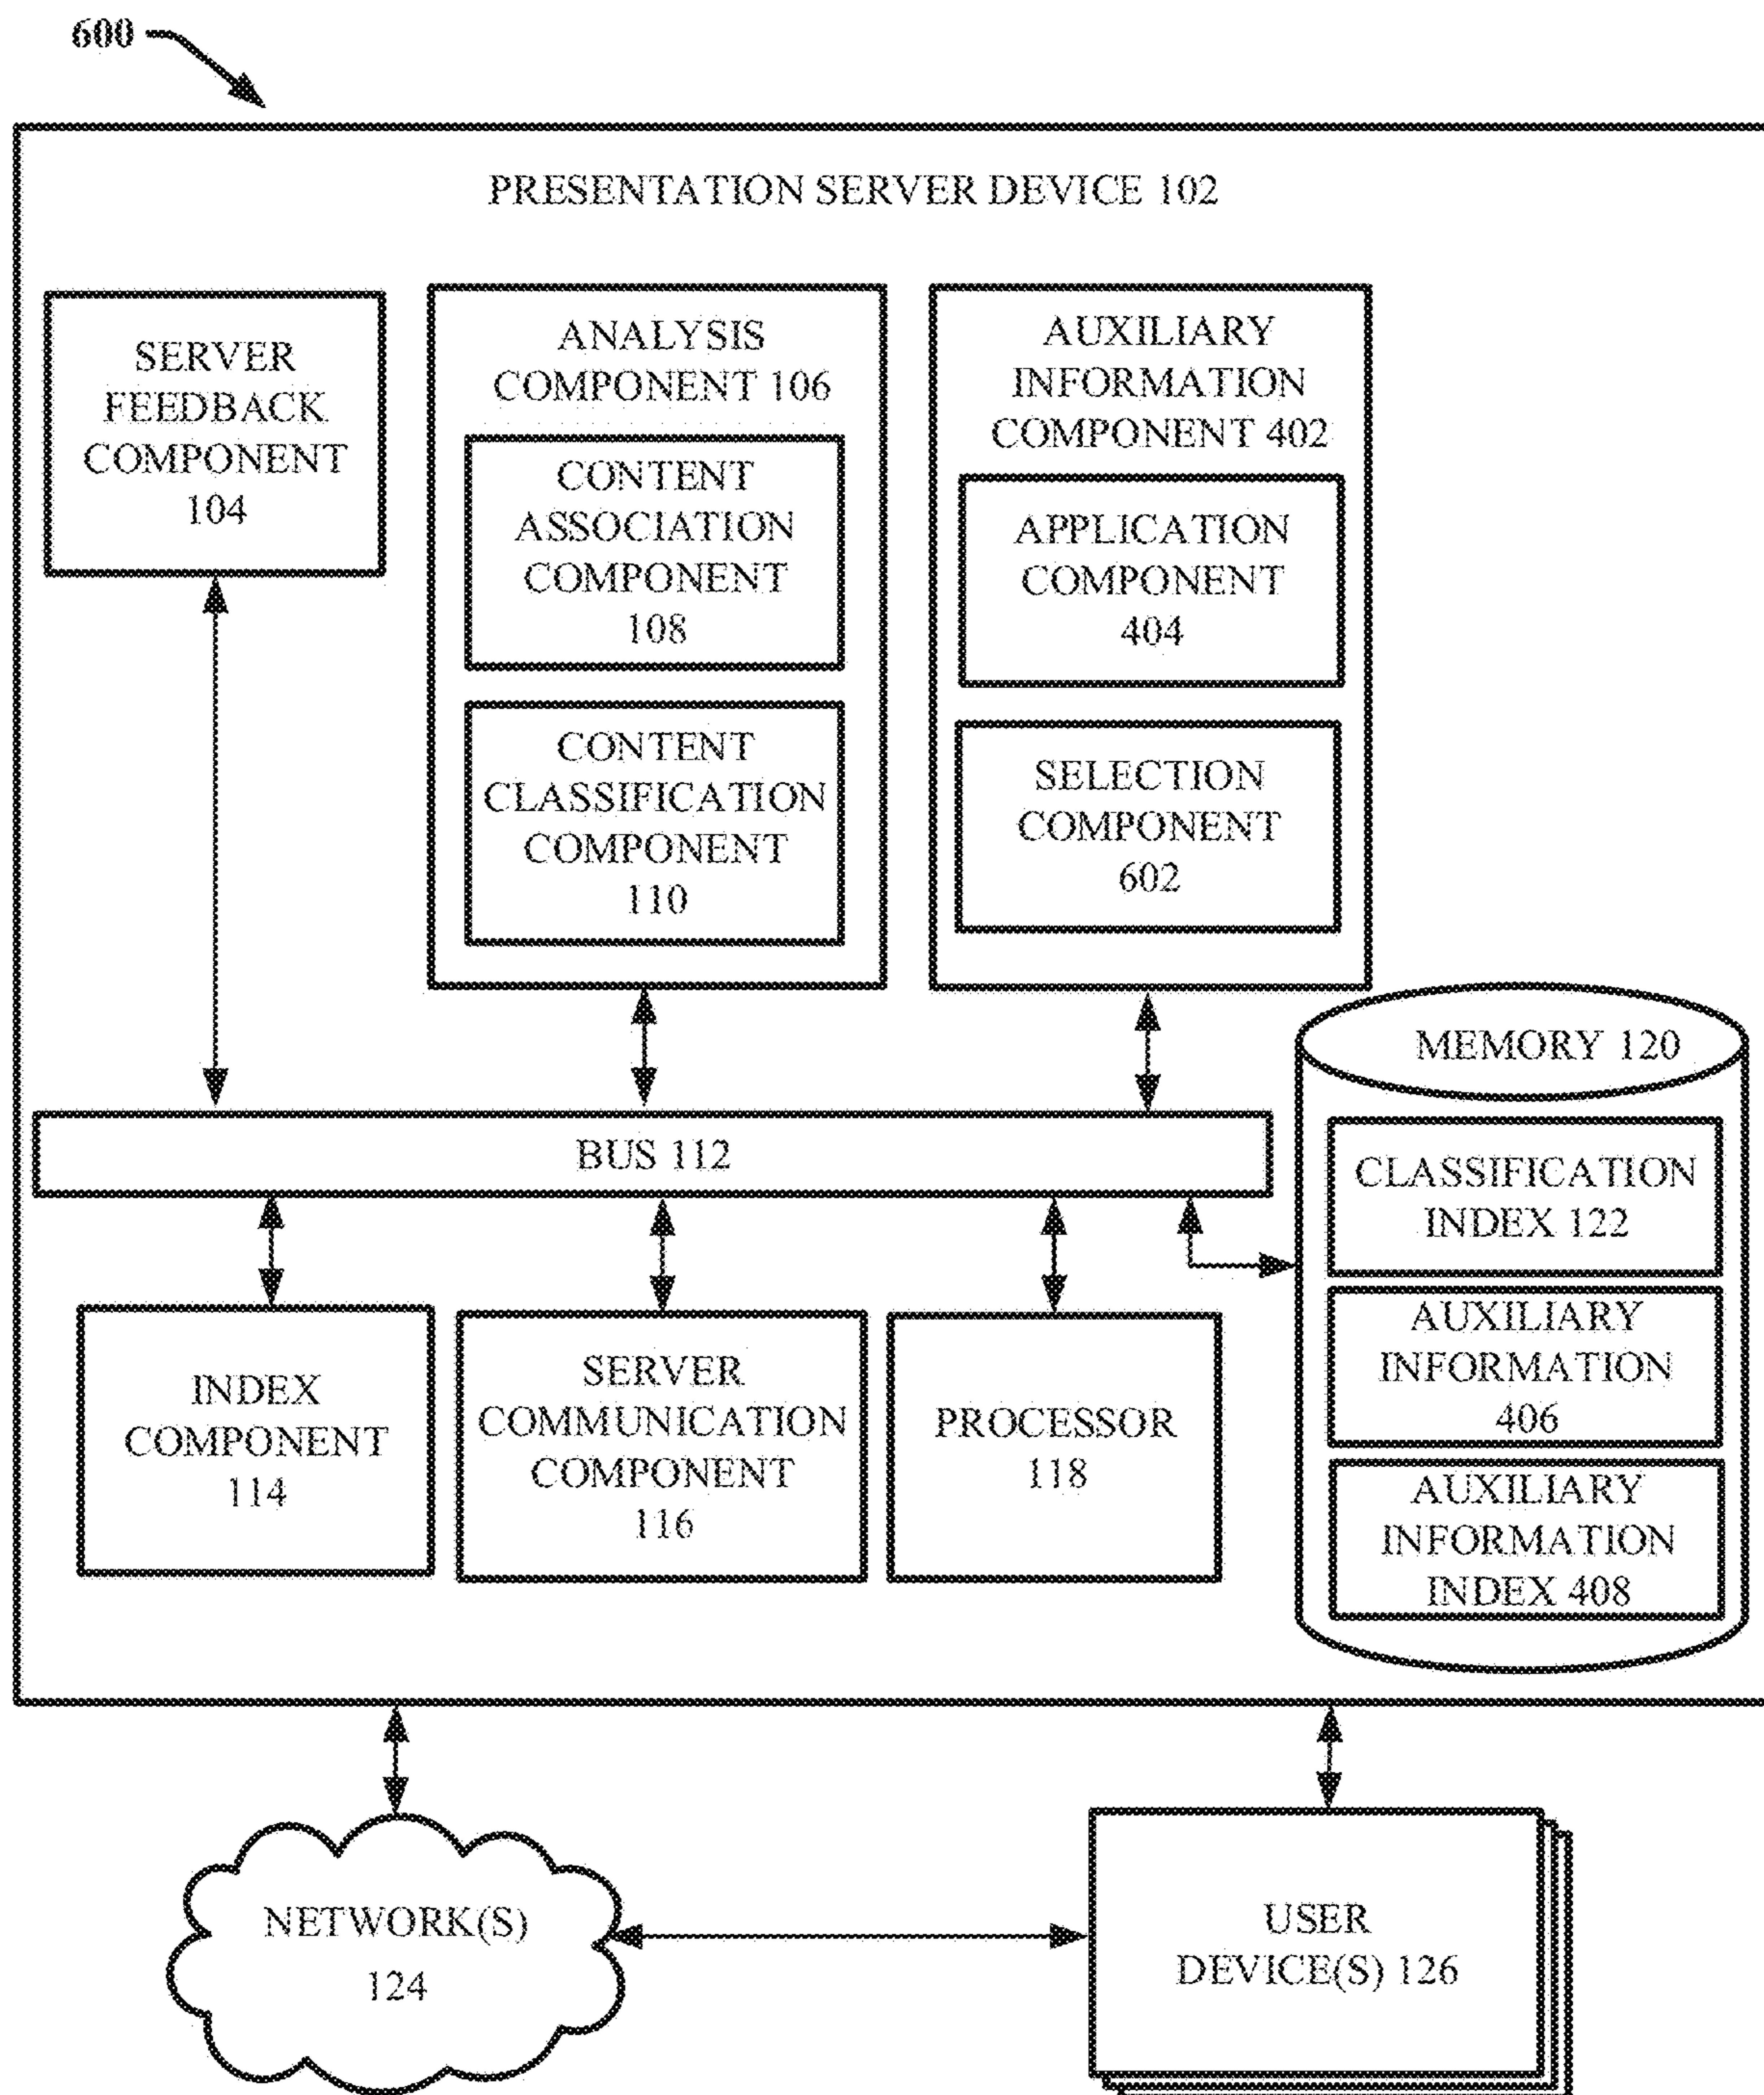 600
PRESENTATION SERVER DEVICE 102
SERVER
FEEDBACK
COMPONENT
104
ANALYSIS
COMPONENT 106
CONTENT
ASSOCIATION
COMPONENT
108
CONTENT
CLASSIFICATION
COMPONENT
110
AUXILIARY
INFORMATION
COMPONENT 402
APPLICATION
COMPONENT
404
SELECTION
COMPONENT
602
MEMORY 120
CLASSIFICATION
INDEX 122
AUXILIARY
INFORMATION
406
AUXILIARY
INFORMATION
INDEX 408
BUS 112
INDEX
COMPONENT
114
SERVER
COMMUNICATION
COMPONENT
116
PROCESSOR
118
NETWORK(S)
124
USER
DEVICE(S) 126